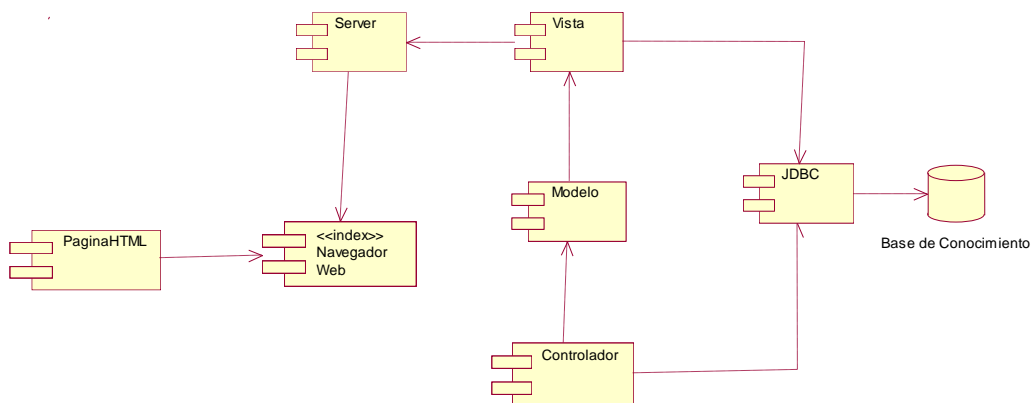 Server
Vista
JDBC
Modelo
<<index>>
Navegador
Web
PaginaHTML
Base de Conocimiento
Controlador